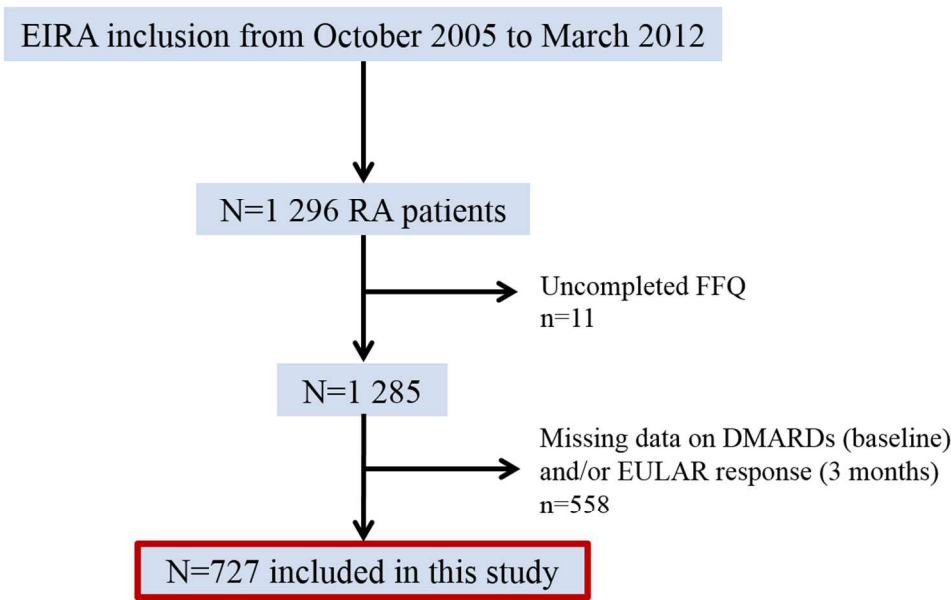 EIRA inclusion from October 2005 to March 2012
N=1 296 RA patients
Uncompleted FFQ
n=11
N=1 285
Missing data on DMARDs (baseline)
and/or EULAR response (3 months)
n=558
N=727 included in this study